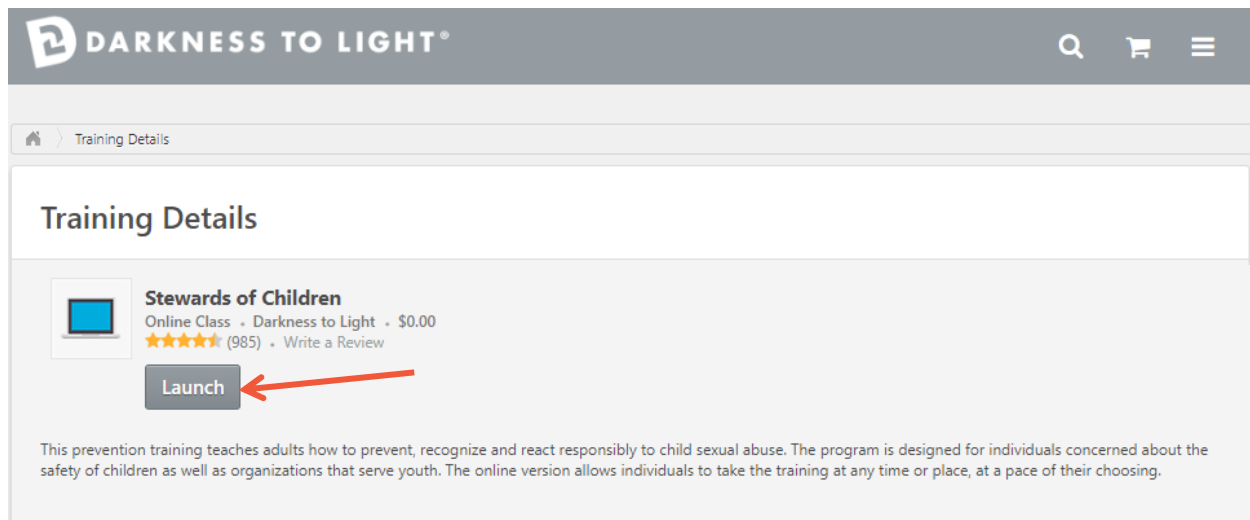 DARKNESS TO LIGHT®
Training Details
Training Details
Stewards of Children
Online Class • Darkness to Light • $0.00
(985) • Write a Review
Launch
This prevention training teaches adults how to prevent, recognize and react responsibly to child sexual abuse. The program is designed for individuals concerned about the
safety of children as well as organizations that serve youth. The online version allows individuals to take the training at any time or place, at a pace of their choosing.